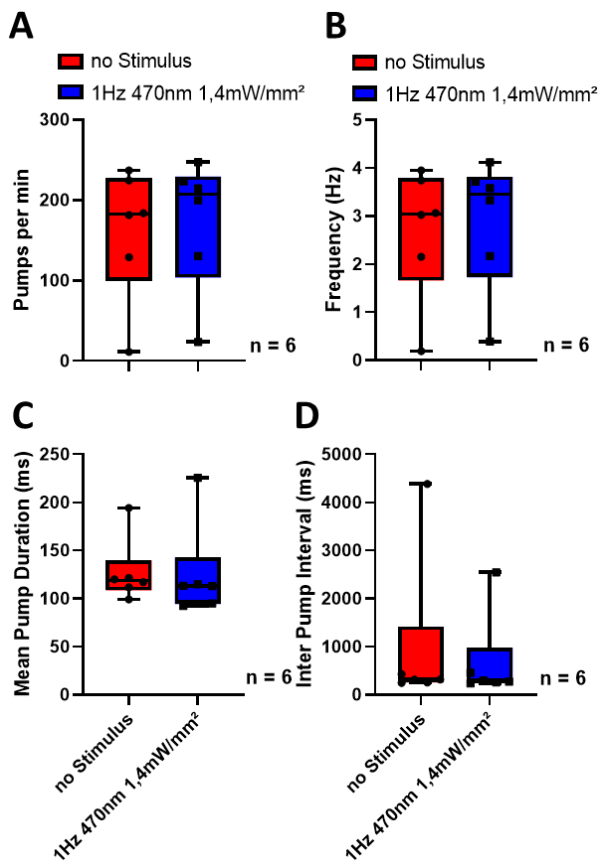 A
no Stimulus
1Hz 470nm 1,4mW/mm²
Pumps per min
300
200
100
0
n = 6
B
no Stimulus
1Hz 470nm 1,4mW/mm²
Frequency (Hz)
5
4
3
2
1
0
n = 6
C
Mean Pump Duration (ms)
250
200
150
100
50
0
n = 6
no Stimulus
1Hz 470nm 1,4mW/mm²
D
Inter Pump Interval (ms)
5000
4000
3000
2000
1000
0
n = 6
no Stimulus
1Hz 470nm 1,4mW/mm²